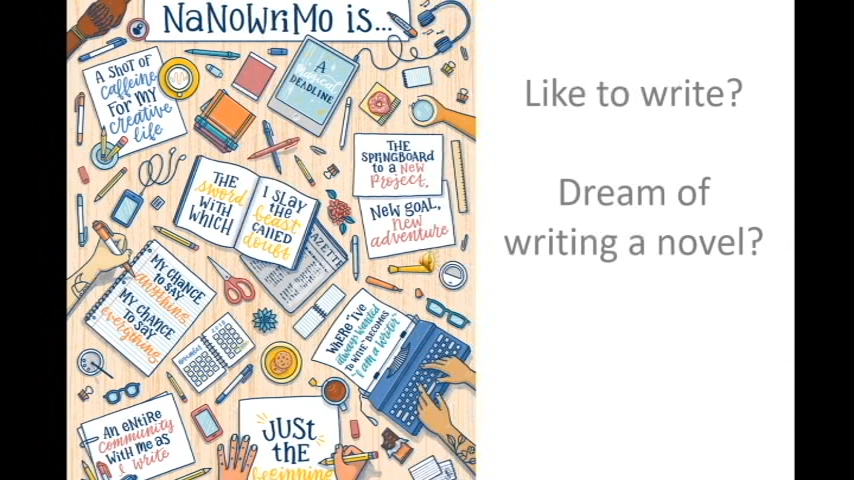 NaNoWriMo is...
A SHOT OF
caffeine
FOR MY
creative
life
A
magical
DEADLINE
THE
SPRINGBOARD
to a New
Project.
New GOAL,
new
adventure
THE
sword
WITH
WHICH
I SLAY
the
beast
CALLED
doubt
GAZETTE
MY CHANCE
TO SAY
anything.
MY CHANCE
TO SAY
everything.
WHERE "I've
always wanted
TO WRITE" BECOMES
"I am a writer"
AN ENTIRE
community
WITH ME AS
I write
JUST
the
beginning
Like to write?
Dream of
writing a novel?